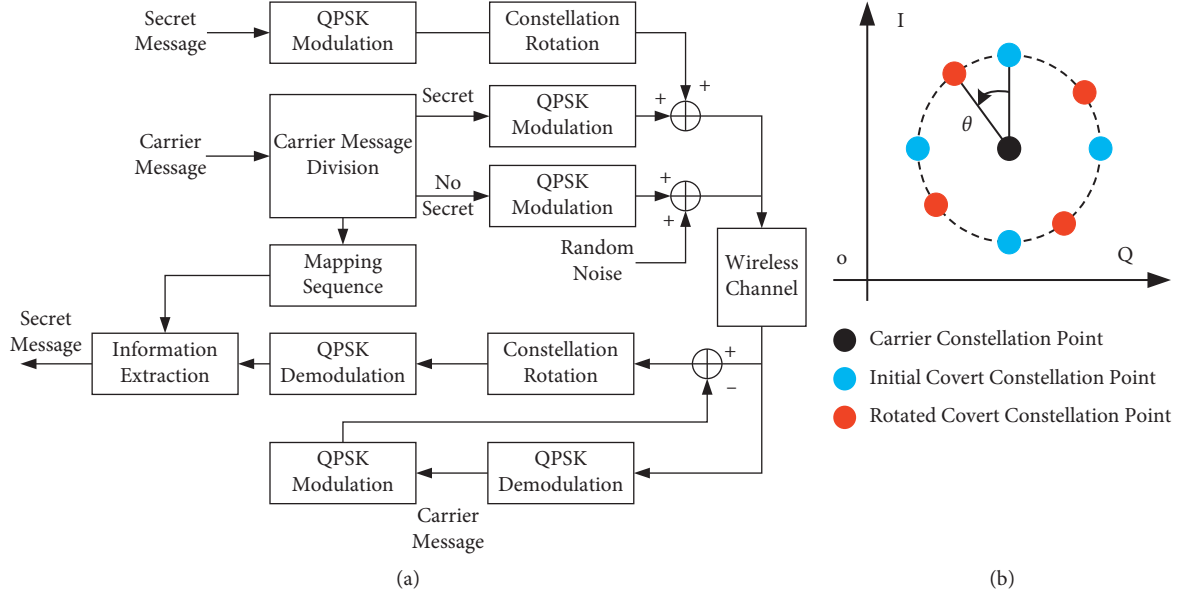 Secret
Message
QPSK
Modulation
Constellation
Rotation
+
+
Carrier
Message
Carrier Message
Division
Secret
QPSK
Modulation
No
Secret
QPSK
Modulation
+
+
Random
Noise
Mapping
Sequence
Wireless
Channel
Secret
Message
Information
Extraction
QPSK
Demodulation
Constellation
Rotation
+
−
QPSK
Modulation
QPSK
Demodulation
Carrier
Message
(a)
I
θ
o
Q
Carrier Constellation Point
Initial Covert Constellation Point
Rotated Covert Constellation Point
(b)